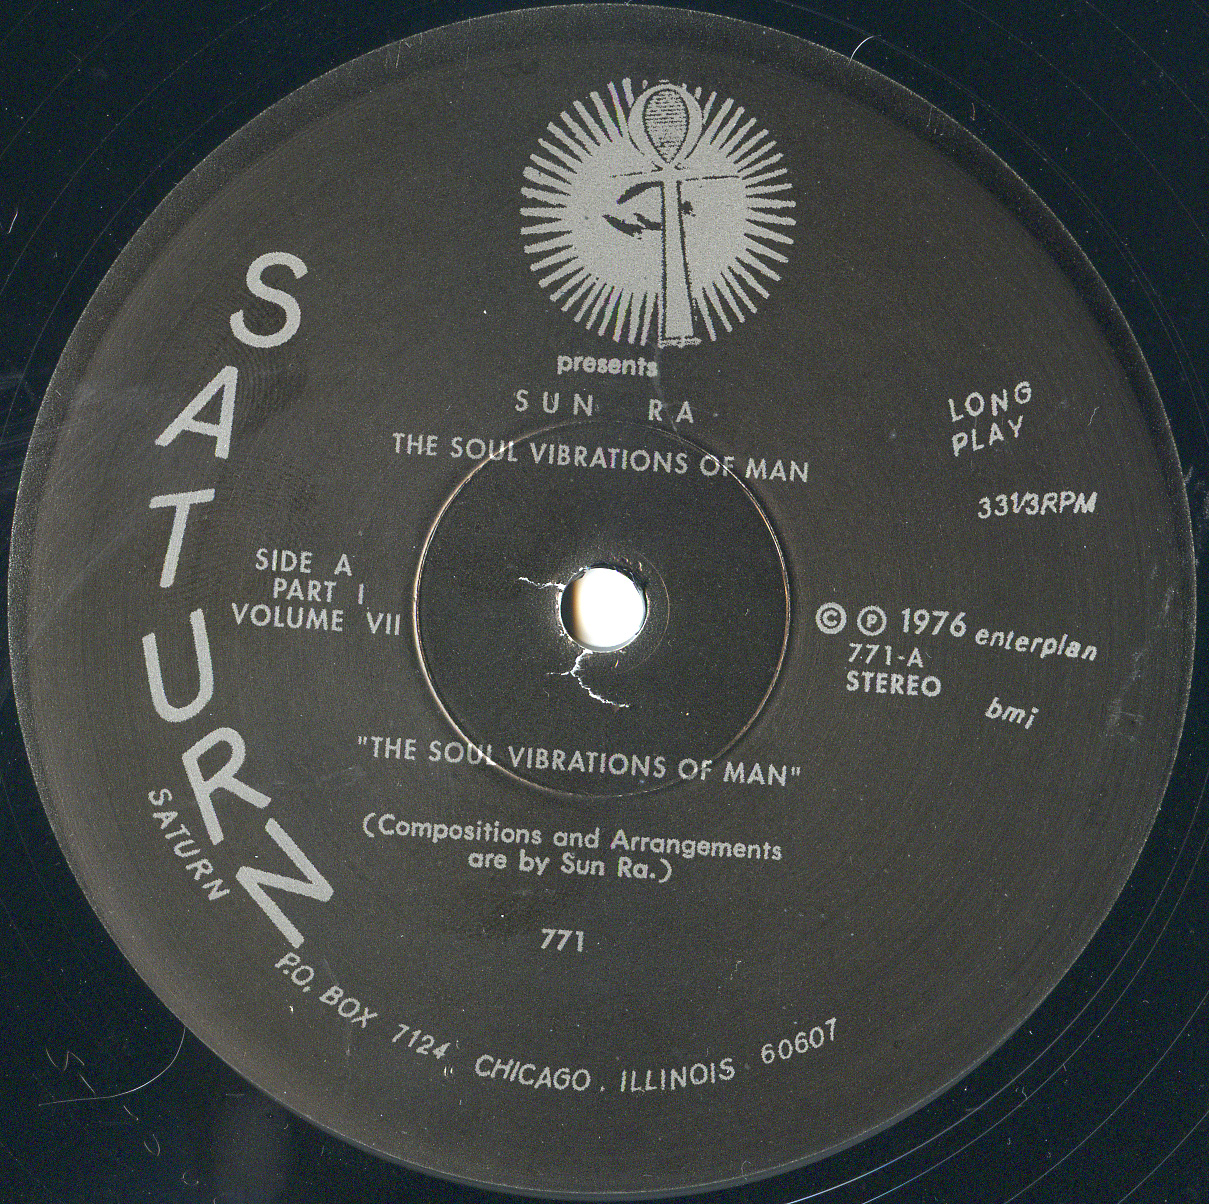 presents
SUN RA
THE SOUL VIBRATIONS OF MAN
LONG
PLAY
33 1/3 RPM
SATURN
SIDE A
PART I
VOLUME VII
© ℗ 1976 enterplan
771-A
STEREO
bmi
"THE SOUL VIBRATIONS OF MAN"
(Compositions and Arrangements
are by Sun Ra.)
771
SATURN P.O. BOX 7124 CHICAGO. ILLINOIS 60607